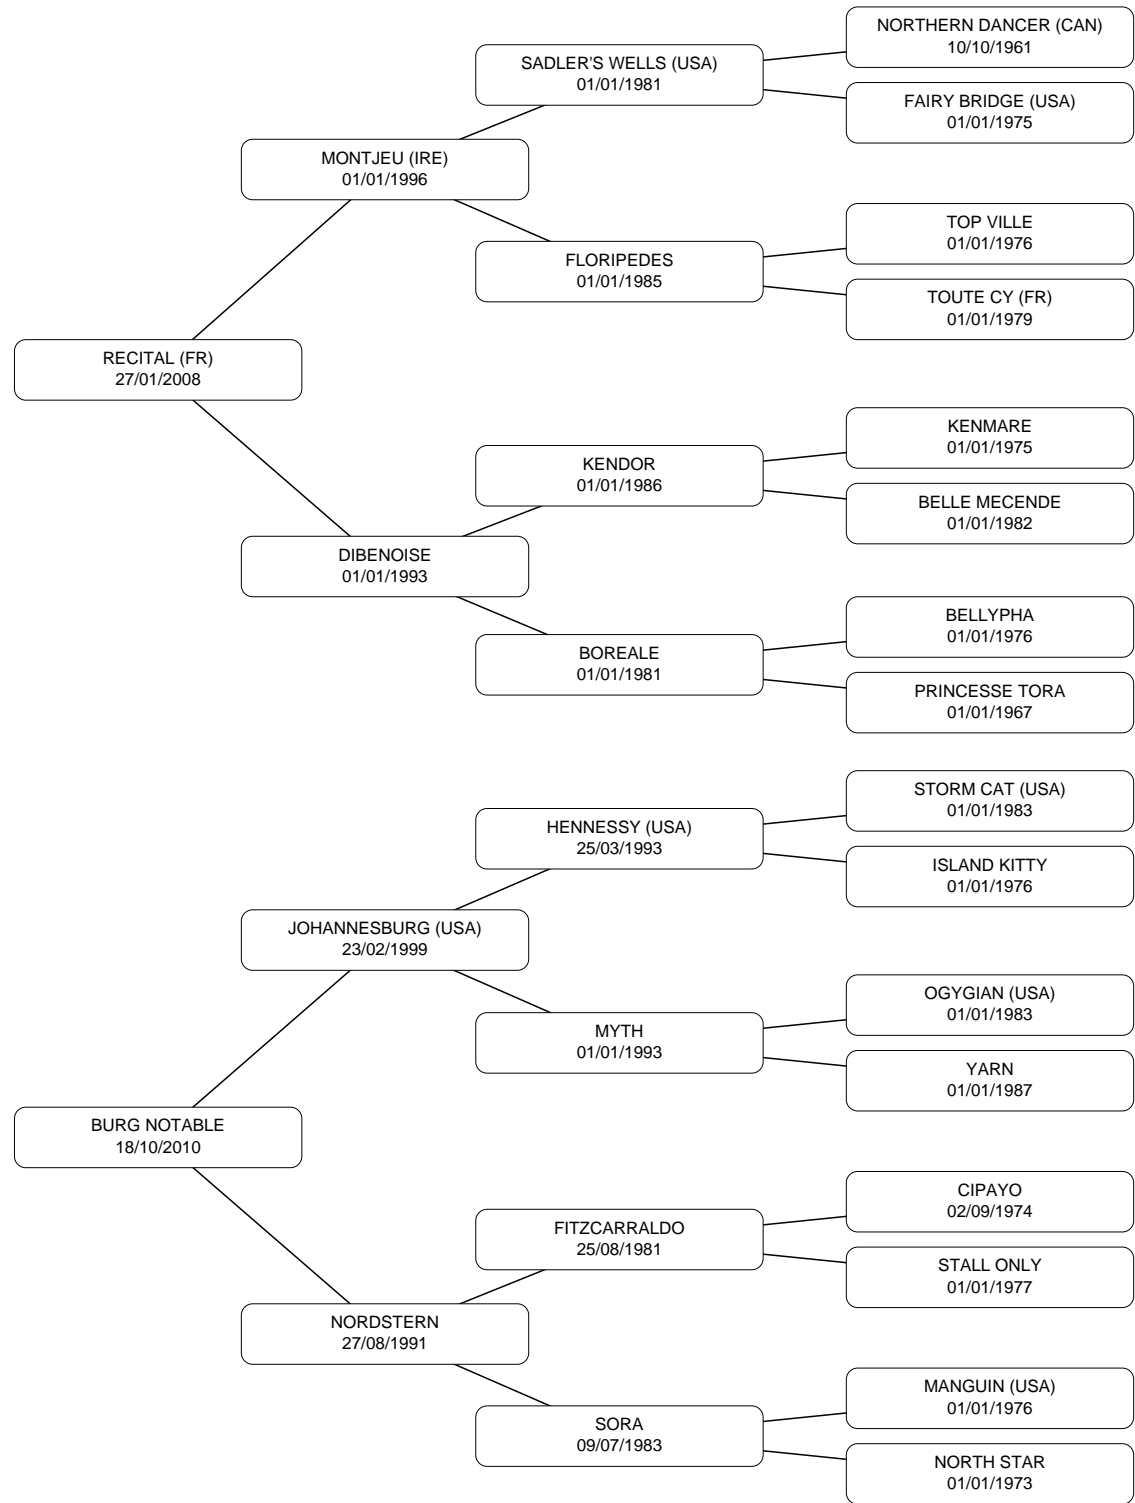 NORTHERN DANCER (CAN)
10/10/1961
SADLER'S WELLS (USA)
01/01/1981
FAIRY BRIDGE (USA)
01/01/1975
MONTJEU (IRE)
01/01/1996
TOP VILLE
01/01/1976
FLORIPEDES
01/01/1985
TOUTE CY (FR)
01/01/1979
RECITAL (FR)
27/01/2008
KENMARE
01/01/1975
KENDOR
01/01/1986
BELLE MECENDE
01/01/1982
DIBENOISE
01/01/1993
BELLYPHA
01/01/1976
BOREALE
01/01/1981
PRINCESSE TORA
01/01/1967
STORM CAT (USA)
01/01/1983
HENNESSY (USA)
25/03/1993
ISLAND KITTY
01/01/1976
JOHANNESBURG (USA)
23/02/1999
OGYGIAN (USA)
01/01/1983
MYTH
01/01/1993
YARN
01/01/1987
BURG NOTABLE
18/10/2010
CIPAYO
02/09/1974
FITZCARRALDO
25/08/1981
STALL ONLY
01/01/1977
NORDSTERN
27/08/1991
MANGUIN (USA)
01/01/1976
SORA
09/07/1983
NORTH STAR
01/01/1973